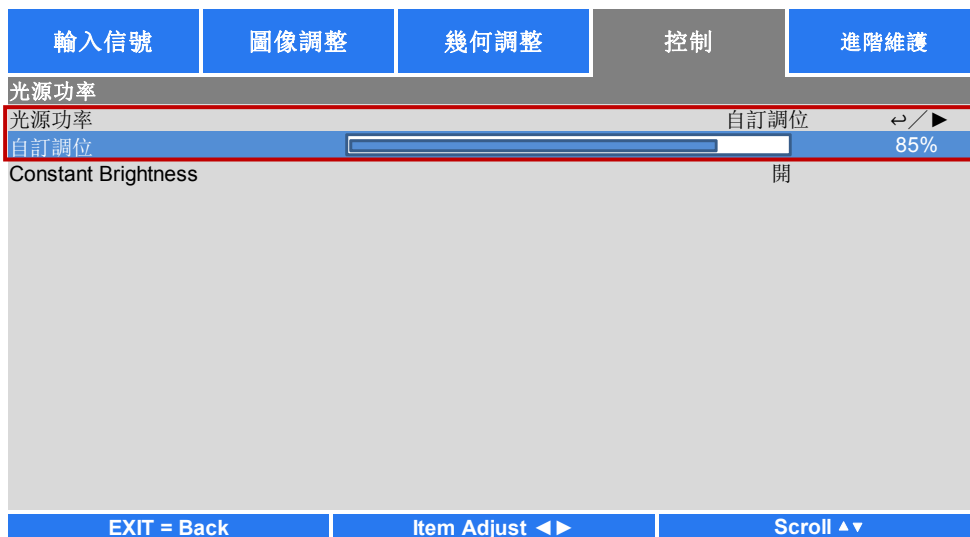 輸入信號 圖像調整 幾何調整 控制 進階維護
光源功率
光源功率 自訂調位 ↩／►
自訂調位 85%
Constant Brightness 開
EXIT = Back Item Adjust ◄► Scroll ▲▼